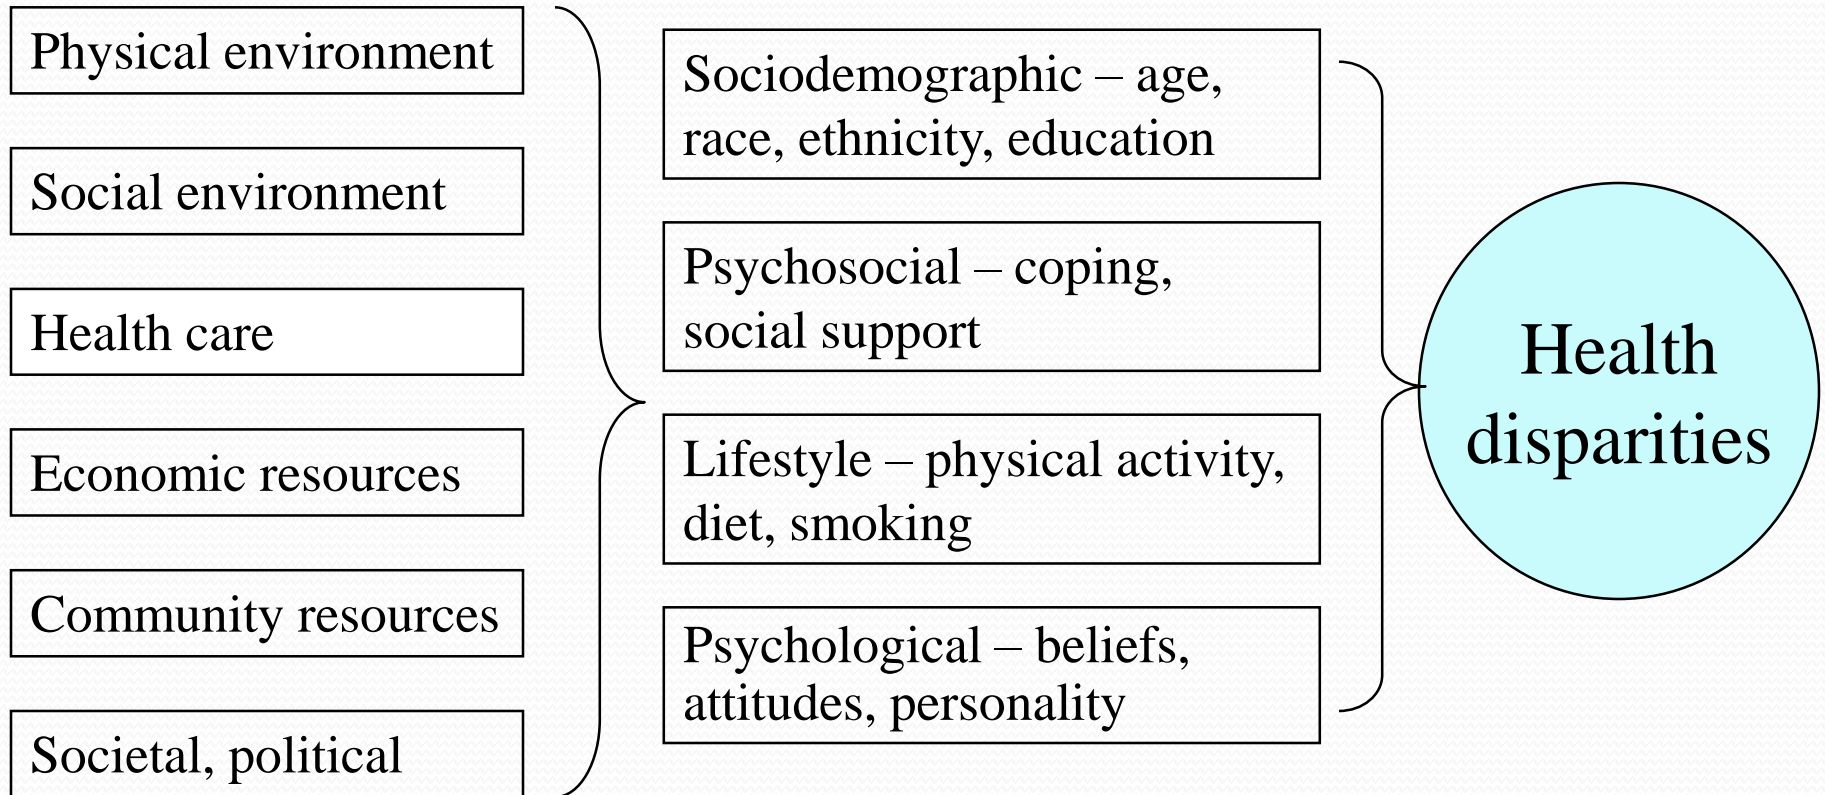 Physical environment
Social environment
Health care
Economic resources
Community resources
Societal, political
Sociodemographic – age,
race, ethnicity, education
Psychosocial – coping,
social support
Lifestyle – physical activity,
diet, smoking
Psychological – beliefs,
attitudes, personality
Health
disparities